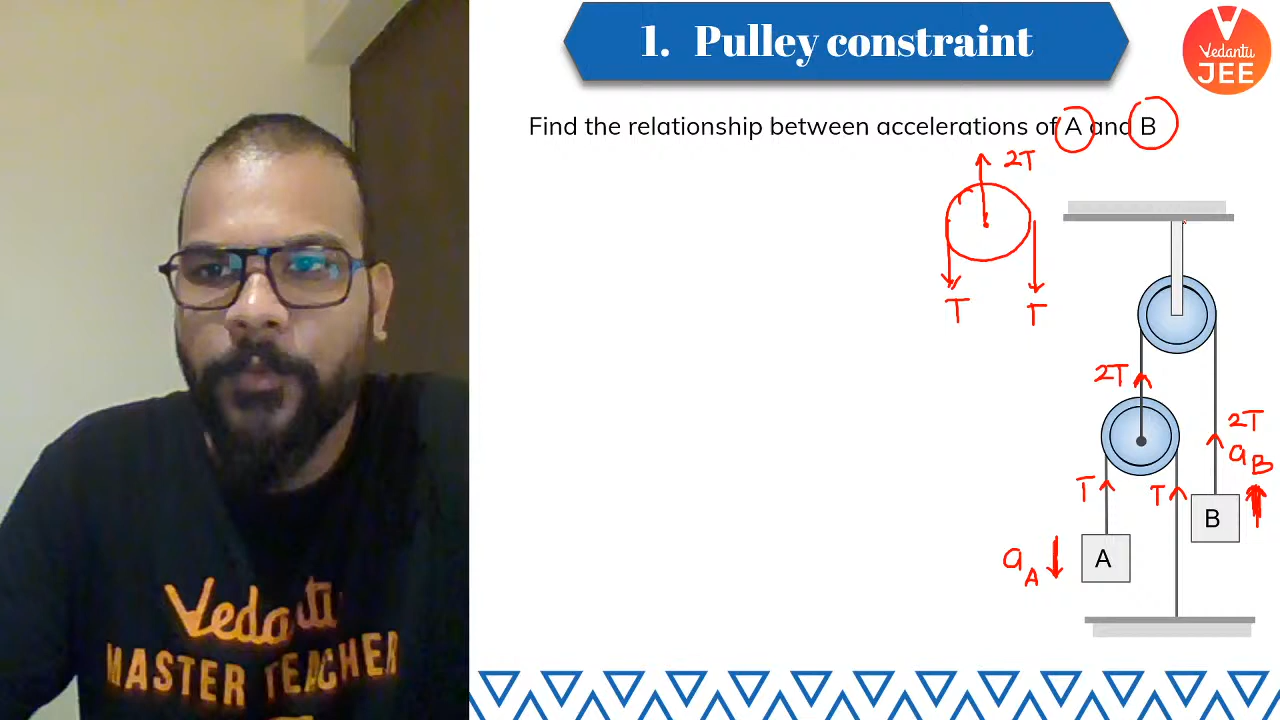 1. Pulley constraint
Vedantu
JEE
Find the relationship between accelerations of A and B
2T
T
T
2T
2T
a_B
T
T
B
a_A
A
Vedantu
MASTER TEACHER